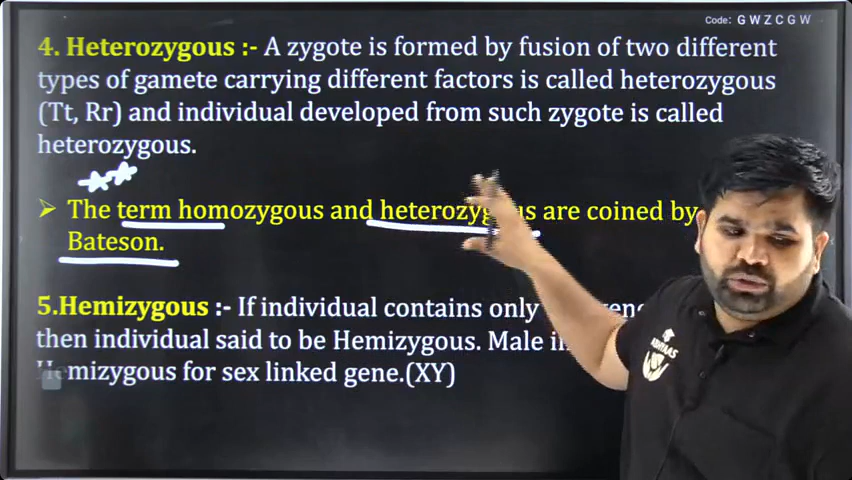 Code: G W Z C G W
4. Heterozygous :- A zygote is formed by fusion of two different
types of gamete carrying different factors is called heterozygous
(Tt, Rr) and individual developed from such zygote is called
heterozygous.
➢ The term homozygous and heterozygous are coined by
Bateson.
5.Hemizygous :- If individual contains only
then individual said to be Hemizygous. Male
Hemizygous for sex linked gene.(XY)